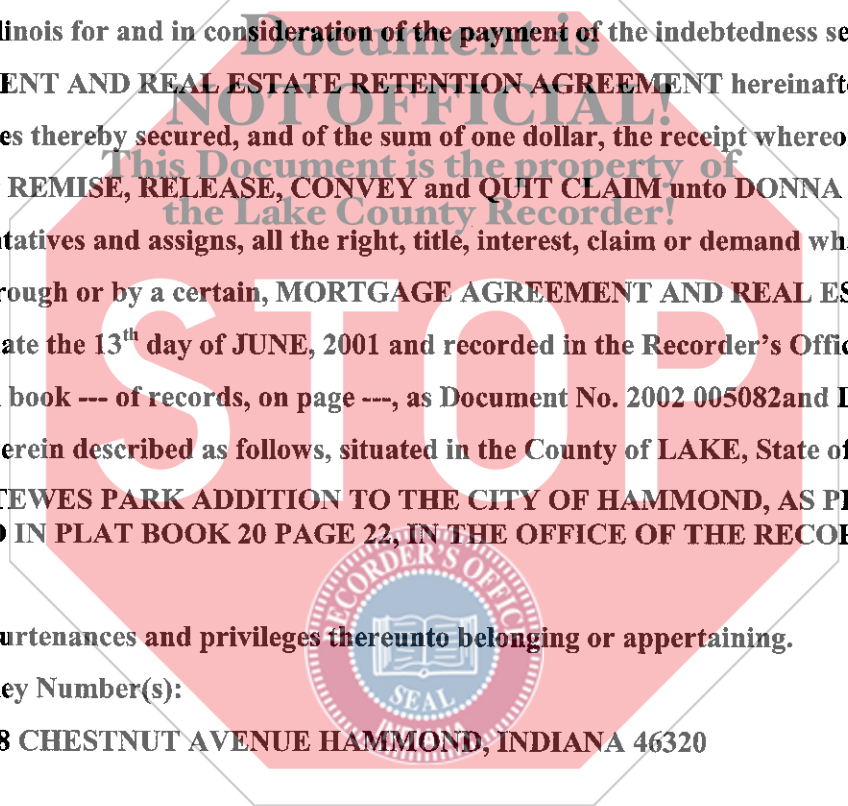 linois for and in consideration of the payment of the indebtedness se
Document is
ENT AND REAL ESTATE RETENTION AGREEMENT hereinafte
NOT OFFICIAL!
es thereby secured, and of the sum of one dollar, the receipt whereo
This Document is the property of
REMISE, RELEASE, CONVEY and QUIT CLAIM unto DONNA
the Lake County Recorder!
tatives and assigns, all the right, title, interest, claim or demand wh
rough or by a certain, MORTGAGE AGREEMENT AND REAL ES
ate the 13th day of JUNE, 2001 and recorded in the Recorder's Offic
book --- of records, on page ---, as Document No. 2002 005082and D
STOP
erein described as follows, situated in the County of LAKE, State of
TEWES PARK ADDITION TO THE CITY OF HAMMOND, AS PE
IN PLAT BOOK 20 PAGE 22, IN THE OFFICE OF THE RECOR
RECORDER'S OFFICE
urtenances and privileges thereunto belonging or appertaining.
ey Number(s):
SEAL
INDIANA
8 CHESTNUT AVENUE HAMMOND, INDIANA 46320